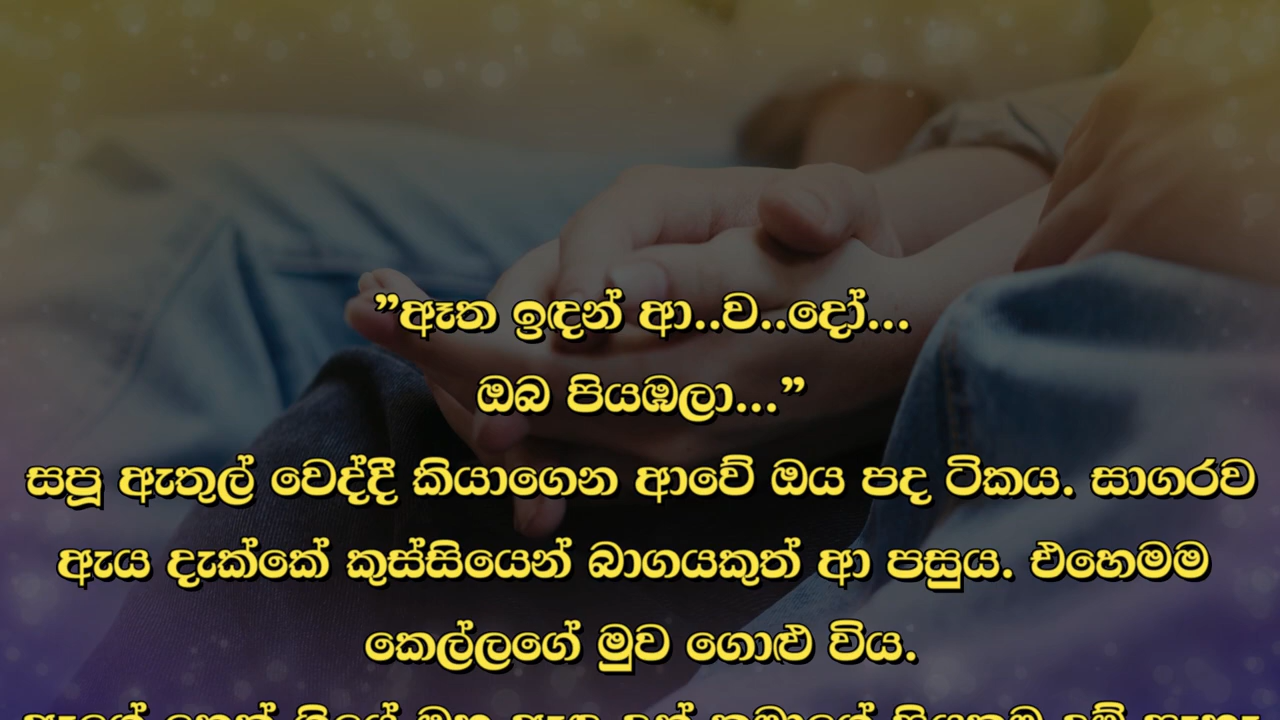 ”ඈත ඉඳන් ආ..ව..දෝ...
ඔබ පියඹලා...”
සපූ ඇතුල් වෙද්දී කියාගෙන ආවේ ඔය පද ටිකය. සාගරව
ඇය දැක්කේ කුස්සියෙන් බාගයකුත් ආ පසුය. එහෙමම
කෙල්ලගේ මුව ගොළු විය.